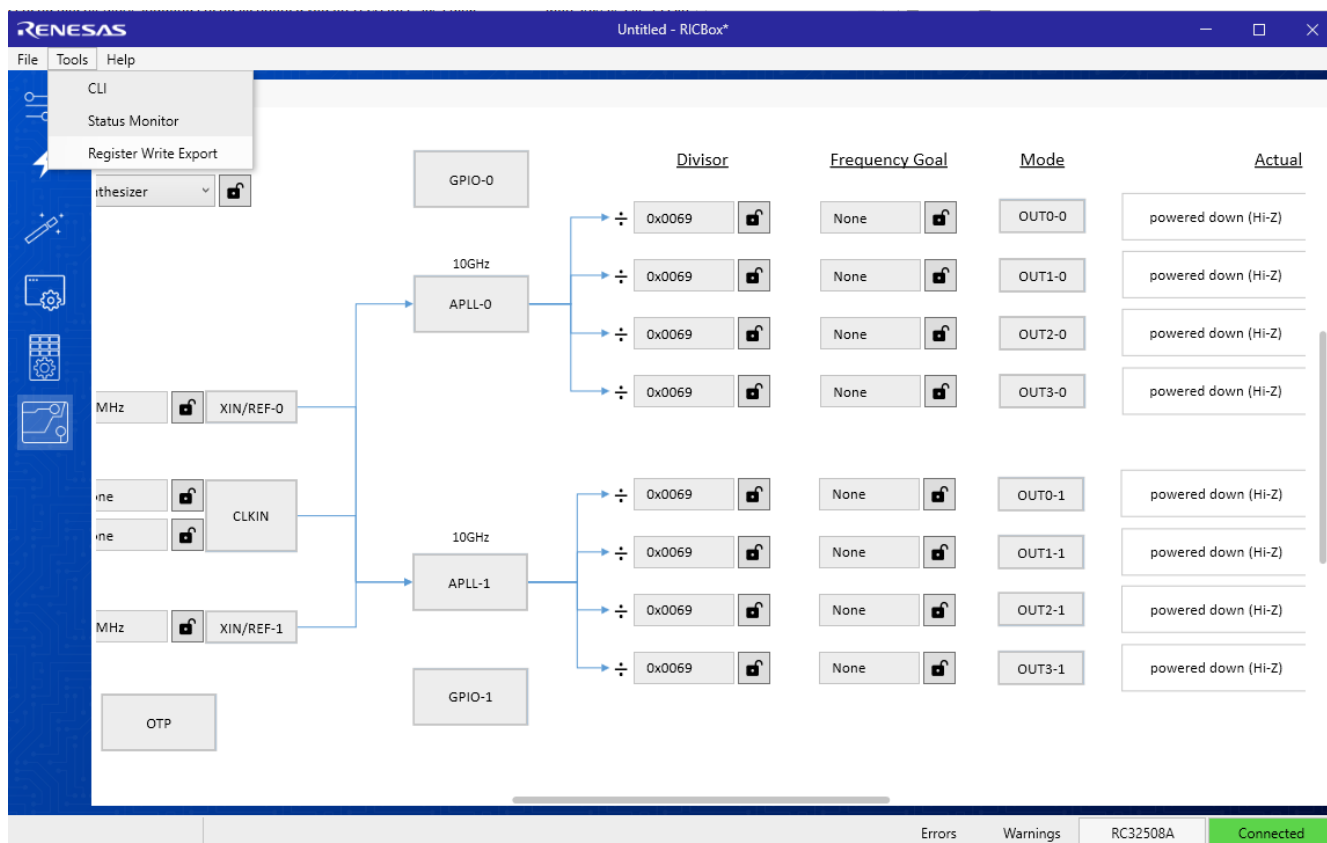 RENESAS
Untitled - RICBox*
File Tools Help
CLI
Status Monitor
Register Write Export
nthesizer
GPIO-0
Divisor Frequency Goal Mode Actual
÷ 0x0069 None OUT0-0 powered down (Hi-Z)
10GHz
APLL-0
÷ 0x0069 None OUT1-0 powered down (Hi-Z)
÷ 0x0069 None OUT2-0 powered down (Hi-Z)
÷ 0x0069 None OUT3-0 powered down (Hi-Z)
MHz XIN/REF-0
one
CLKIN
one
÷ 0x0069 None OUT0-1 powered down (Hi-Z)
10GHz
APLL-1
÷ 0x0069 None OUT1-1 powered down (Hi-Z)
÷ 0x0069 None OUT2-1 powered down (Hi-Z)
MHz XIN/REF-1
÷ 0x0069 None OUT3-1 powered down (Hi-Z)
GPIO-1
OTP
Errors Warnings RC32508A Connected